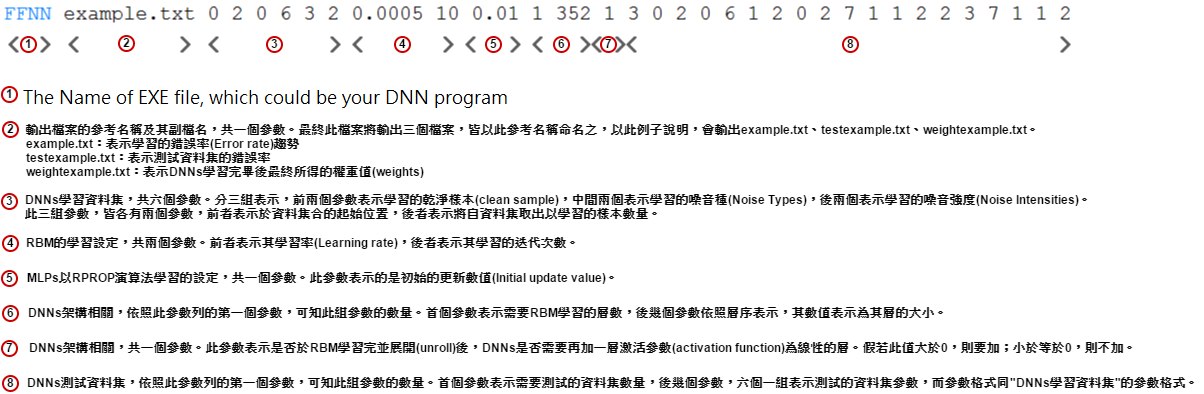 FFNN example.txt 0 2 0 6 3 2 0.0005 10 0.01 1 352 1 3 0 2 0 6 1 2 0 2 7 1 1 2 2 3 7 1 1 2
1 2 3 4 5 6 7 8
1 The Name of EXE file, which could be your DNN program
2 輸出檔案的參考名稱及其副檔名，共一個參數。最終此檔案將輸出三個檔案，皆以此參考名稱命名之，以此例子說明，會輸出example.txt、testexample.txt、weightexample.txt。
example.txt：表示學習的錯誤率(Error rate)趨勢
testexample.txt：表示測試資料集的錯誤率
weightexample.txt：表示DNNs學習完畢後最終所得的權重值(weights)
3 DNNs學習資料集，共六個參數。分三組表示，前兩個參數表示學習的乾淨樣本(clean sample)，中間兩個表示學習的噪音種(Noise Types)，後兩個表示學習的噪音強度(Noise Intensities)。
此三組參數，皆各有兩個參數，前者表示於資料集合的起始位置，後者表示將自資料集取出以學習的樣本數量。
4 RBM的學習設定，共兩個參數。前者表示其學習率(Learning rate)，後者表示其學習的迭代次數。
5 MLPs以RPROP演算法學習的設定，共一個參數。此參數表示的是初始的更新數值(Initial update value)。
6 DNNs架構相關，依照此參數列的第一個參數，可知此組參數的數量。首個參數表示需要RBM學習的層數，後幾個參數依照層序表示，其數值表示為其層的大小。
7 DNNs架構相關，共一個參數。此參數表示是否於RBM學習完並展開(unroll)後，DNNs是否需要再加一層激活參數(activation function)為線性的層。假若此值大於0，則要加；小於等於0，則不加。
8 DNNs測試資料集，依照此參數列的第一個參數，可知此組參數的數量。首個參數表示需要測試的資料集數量，後幾個參數，六個一組表示測試的資料集參數，而參數格式同"DNNs學習資料集"的參數格式。